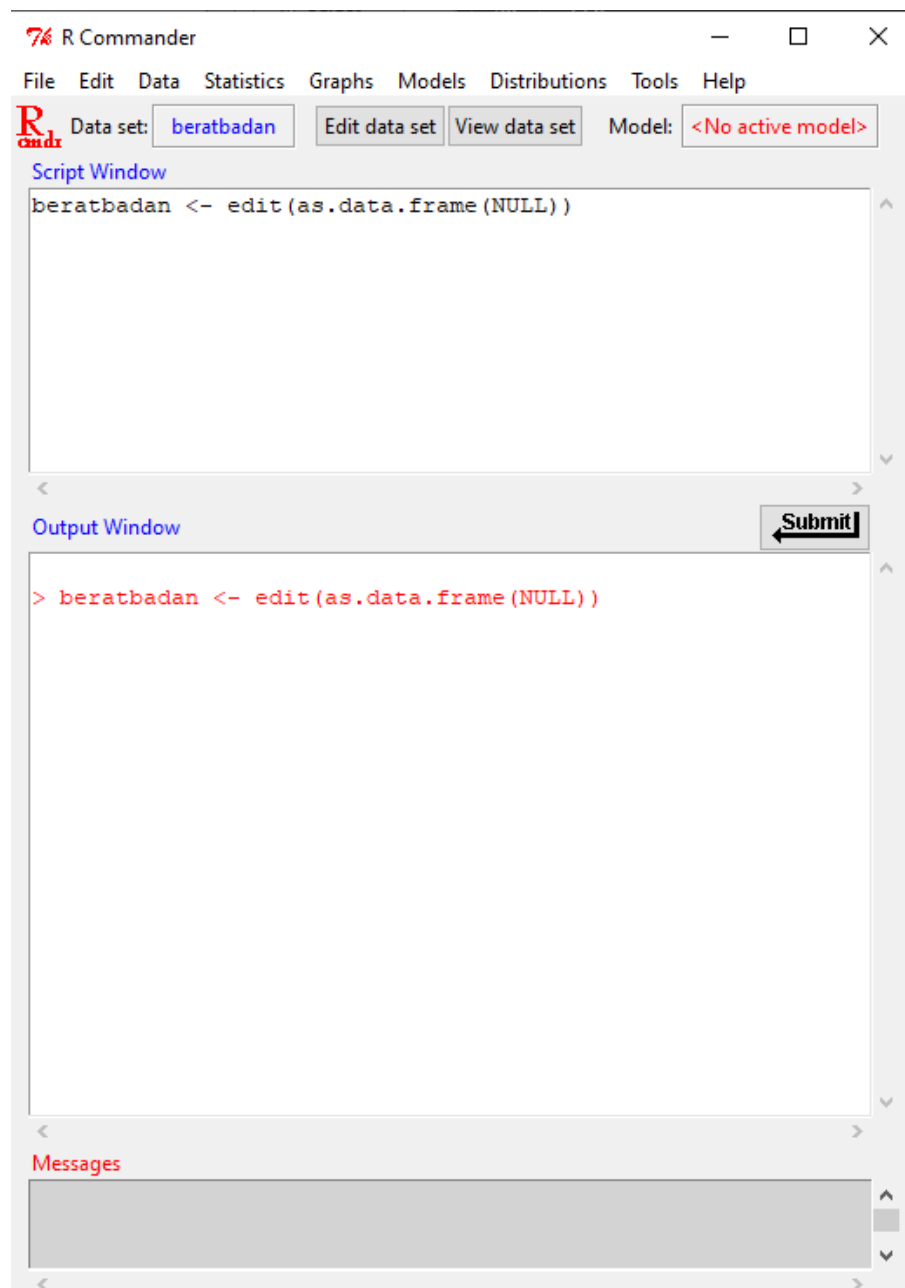 R Commander
File Edit Data Statistics Graphs Models Distributions Tools Help
R cmdr Data set: beratbadan Edit data set View data set Model: <No active model>
Script Window
beratbadan <- edit(as.data.frame(NULL))
Output Window Submit
> beratbadan <- edit(as.data.frame(NULL))
Messages